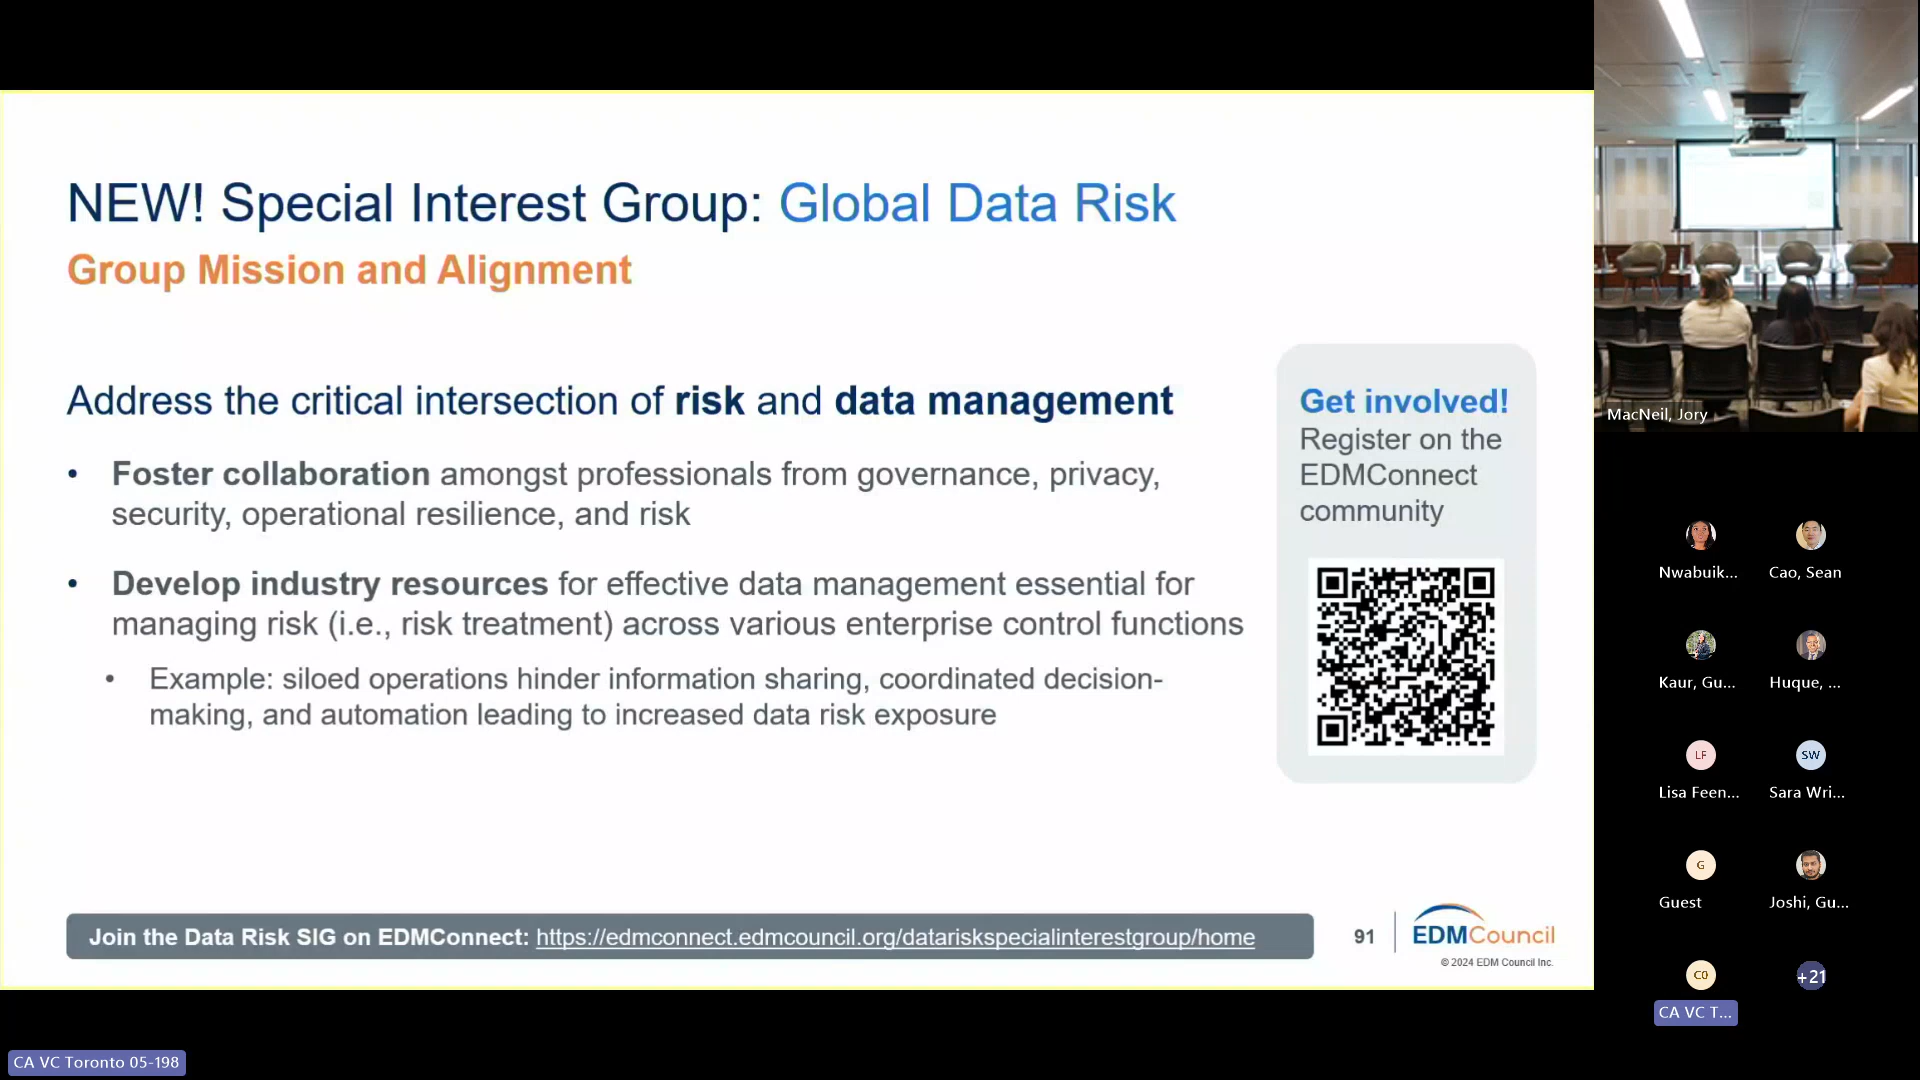 NEW! Special Interest Group: Global Data Risk
Group Mission and Alignment
Address the critical intersection of risk and data management
• Foster collaboration amongst professionals from governance, privacy,
security, operational resilience, and risk
• Develop industry resources for effective data management essential for
managing risk (i.e., risk treatment) across various enterprise control functions
• Example: siloed operations hinder information sharing, coordinated decision-
making, and automation leading to increased data risk exposure
Get involved!
Register on the
EDMConnect
community
Join the Data Risk SIG on EDMConnect: https://edmconnect.edmcouncil.org/datariskspecialinterestgroup/home
91
EDMCouncil
© 2024 EDM Council Inc.
MacNeil, Jory
Nwabuik...
Cao, Sean
Kaur, Gu...
Huque, ...
LF
SW
Lisa Feen...
Sara Wri...
G
Guest
Joshi, Gu...
C0
+21
CA VC T...
CA VC Toronto 05-198